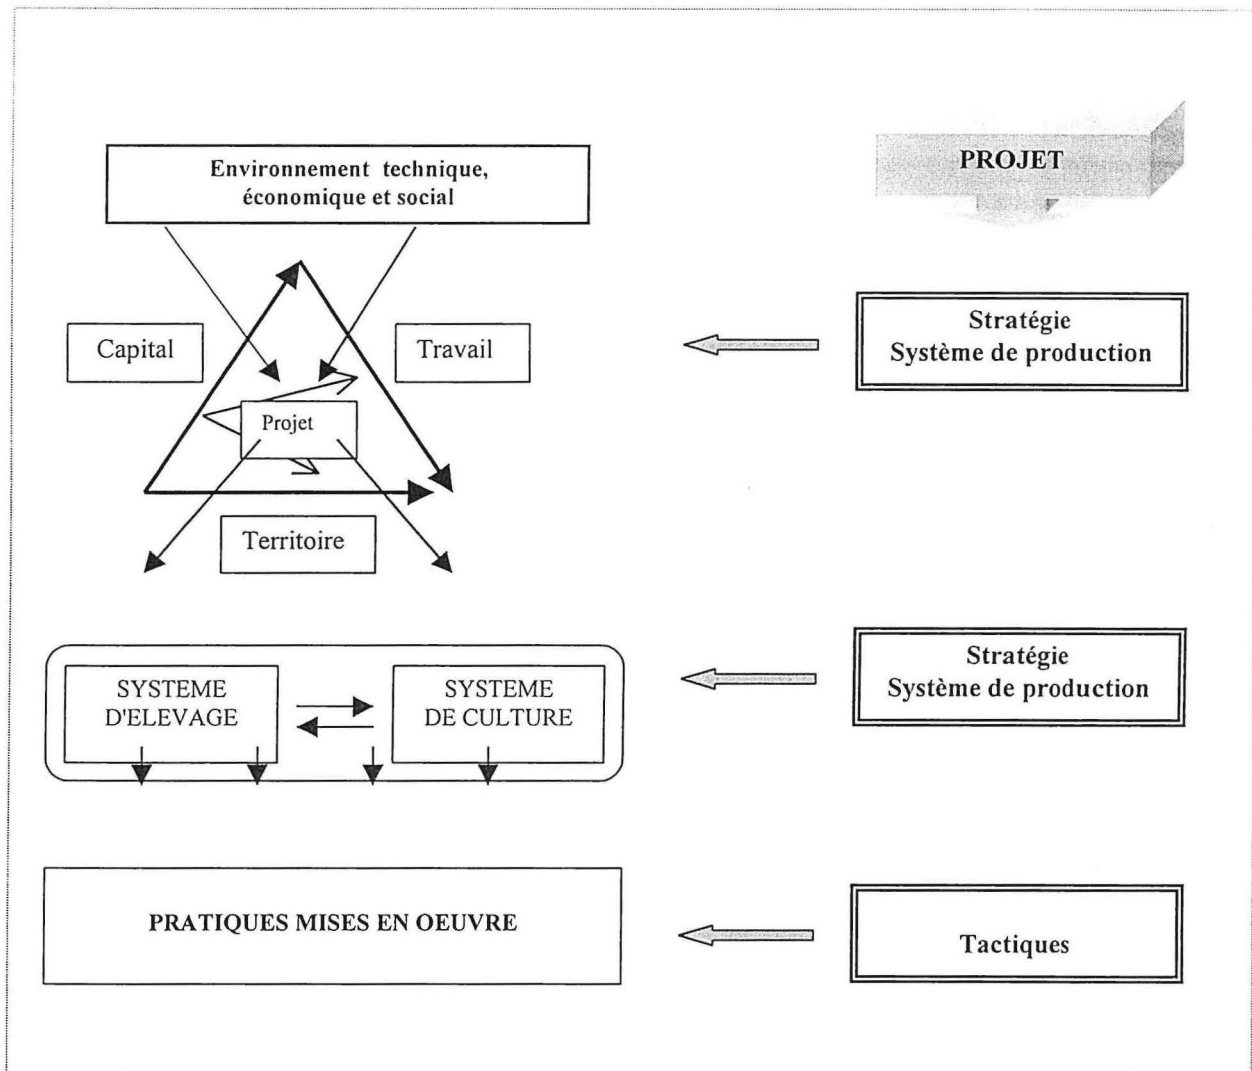 Environnement technique,
économique et social
PROJET
Capital
Travail
Projet
Territoire
Stratégie
Système de production
SYSTEME
D'ELEVAGE
SYSTEME
DE CULTURE
Stratégie
Système de production
PRATIQUES MISES EN OEUVRE
Tactiques